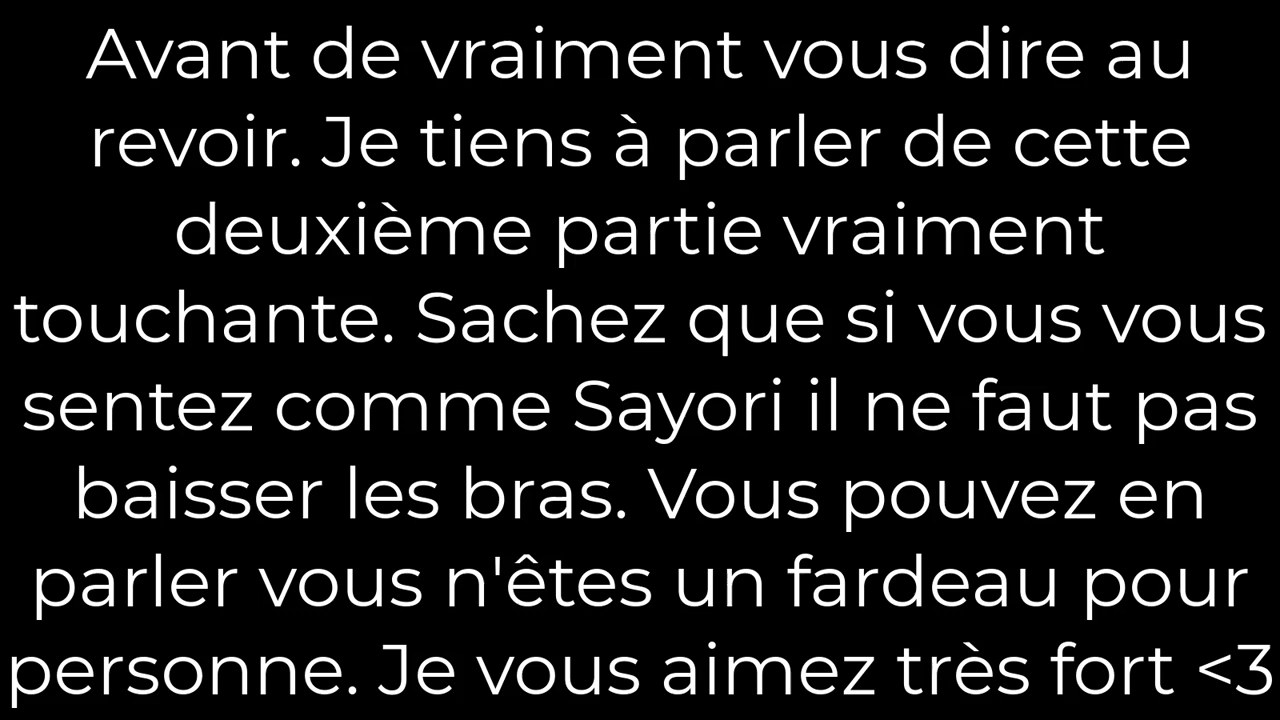 Avant de vraiment vous dire au
revoir. Je tiens à parler de cette
deuxième partie vraiment
touchante. Sachez que si vous vous
sentez comme Sayori il ne faut pas
baisser les bras. Vous pouvez en
parler vous n'êtes un fardeau pour
personne. Je vous aimez très fort <3